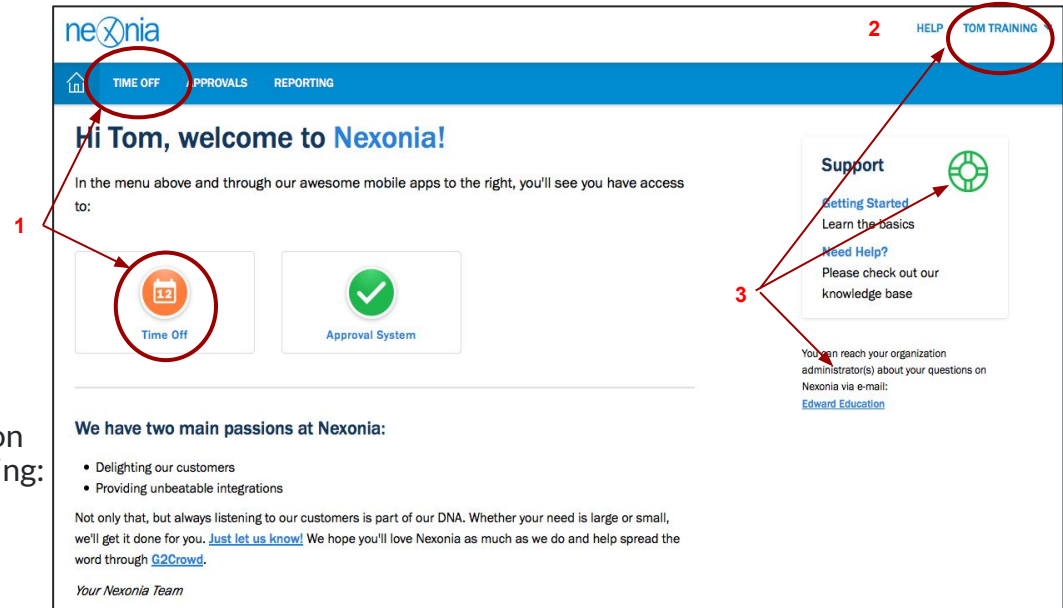 nexonia
2
HELP
TOM TRAINING
TIME OFF
APPROVALS
REPORTING
Hi Tom, welcome to Nexonia!
In the menu above and through our awesome mobile apps to the right, you'll see you have access
to:
1
12
Time Off
Approval System
Support
Getting Started
Learn the basics
Need Help?
Please check out our
knowledge base
3
You can reach your organization
administrator(s) about your questions on
Nexonia via e-mail:
Edward Education
on
ing:
We have two main passions at Nexonia:
• Delighting our customers
• Providing unbeatable integrations
Not only that, but always listening to our customers is part of our DNA. Whether your need is large or small,
we'll get it done for you. Just let us know! We hope you'll love Nexonia as much as we do and help spread the
word through G2Crowd.
Your Nexonia Team